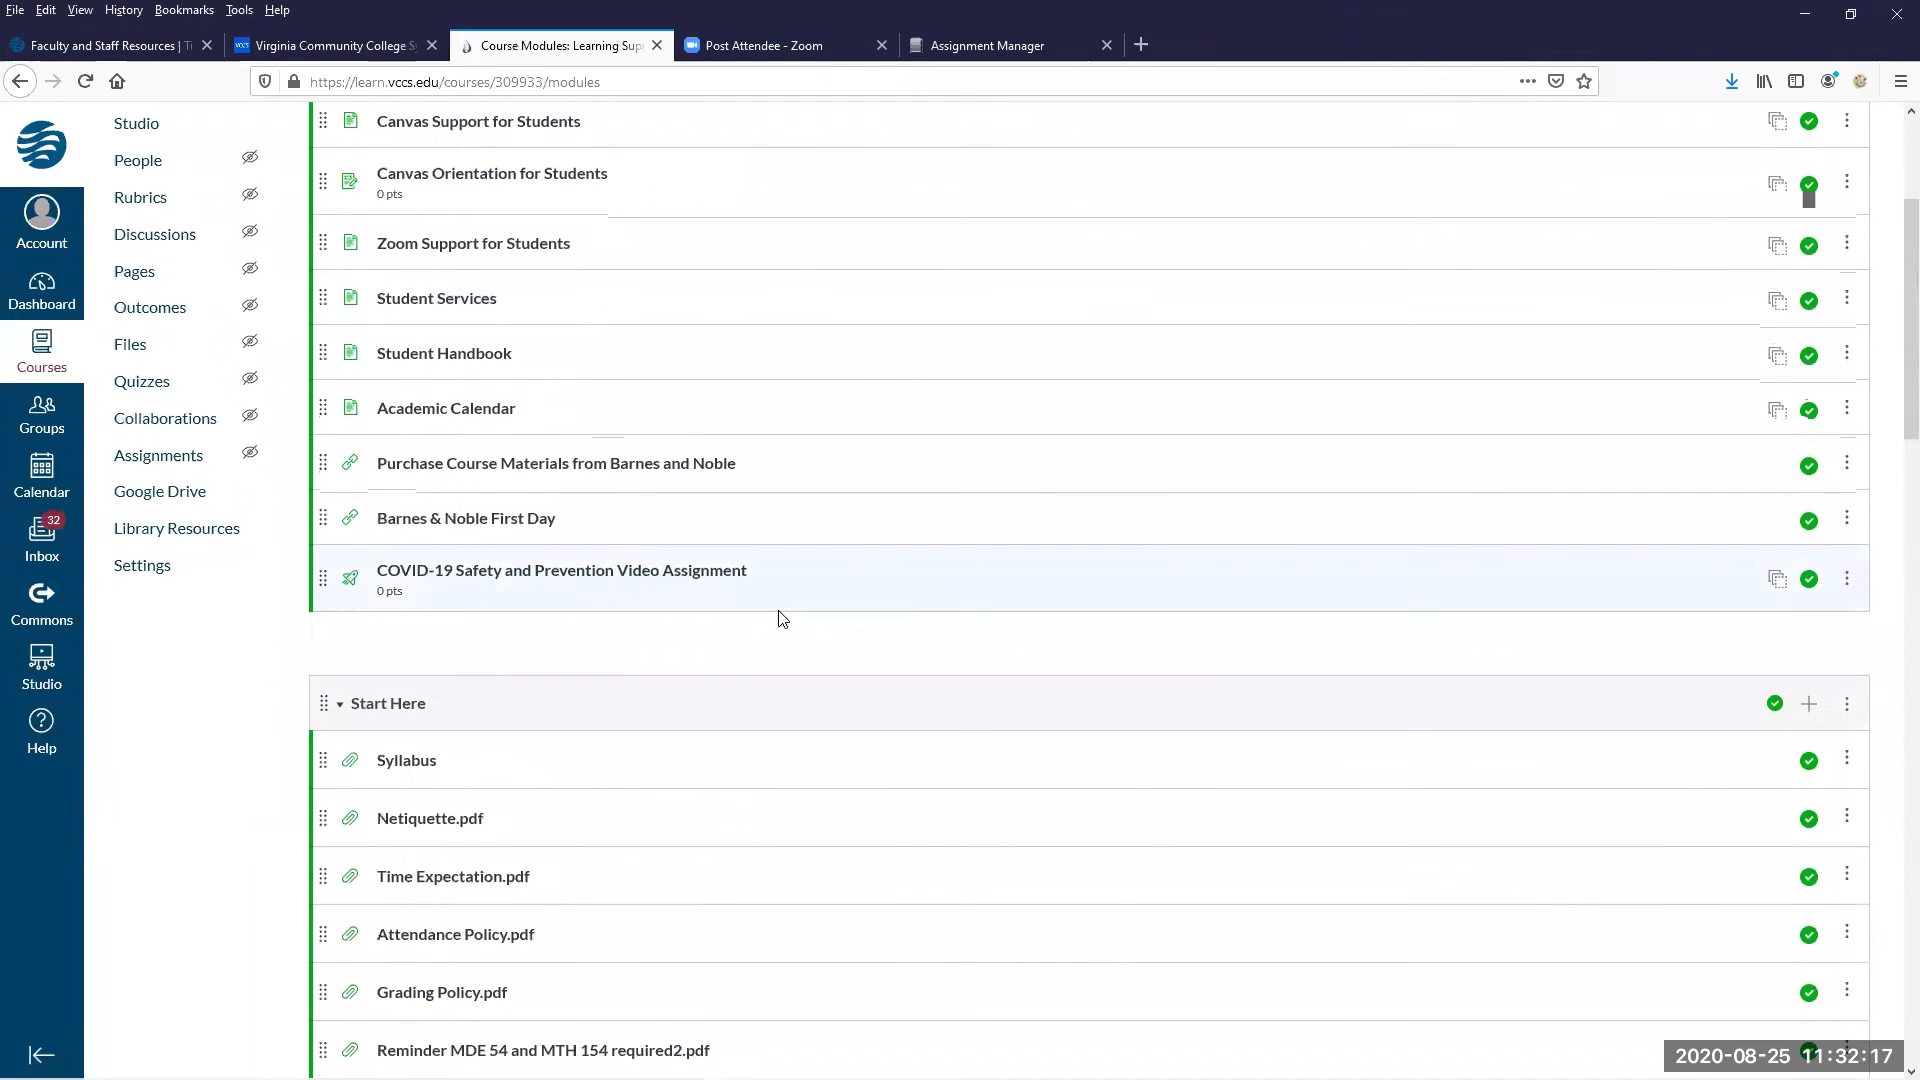 File Edit View History Bookmarks Tools Help
Faculty and Staff Resources | Ti
Virginia Community College Sy
Course Modules: Learning Supp
Post Attendee - Zoom
Assignment Manager
https://learn.vccs.edu/courses/309933/modules
Account
Dashboard
Courses
Groups
Calendar
32
Inbox
Commons
Studio
Help
Studio
People
Rubrics
Discussions
Pages
Outcomes
Files
Quizzes
Collaborations
Assignments
Google Drive
Library Resources
Settings
Canvas Support for Students
Canvas Orientation for Students
0 pts
Zoom Support for Students
Student Services
Student Handbook
Academic Calendar
Purchase Course Materials from Barnes and Noble
Barnes & Noble First Day
COVID-19 Safety and Prevention Video Assignment
0 pts
Start Here
Syllabus
Netiquette.pdf
Time Expectation.pdf
Attendance Policy.pdf
Grading Policy.pdf
Reminder MDE 54 and MTH 154 required2.pdf
2020-08-25 11:32:17